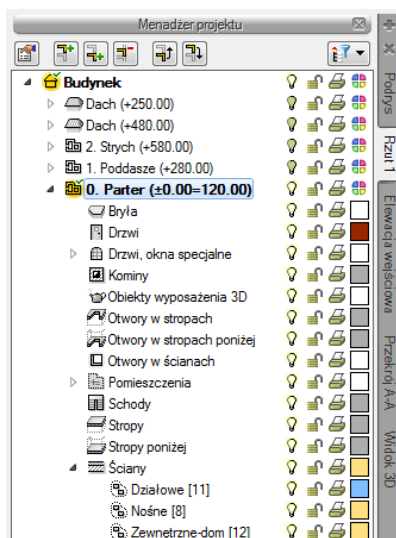 Menadżer projektu
Budynek
Dach (+250.00)
Dach (+480.00)
2. Strych (+580.00)
1. Poddasze (+280.00)
0. Parter (±0.00=120.00)
Bryła
Drzwi
Drzwi, okna specjalne
Kominy
Obiekty wyposażenia 3D
Otwory w stropach
Otwory w stropach poniżej
Otwory w ścianach
Pomieszczenia
Schody
Stropy
Stropy poniżej
Ściany
Działowe [11]
Nośne [8]
Zewnetrzne-dom [12]
Podrys
Rzut 1
Elewacja wejściowa
Przekrój A-A
Widok 3D